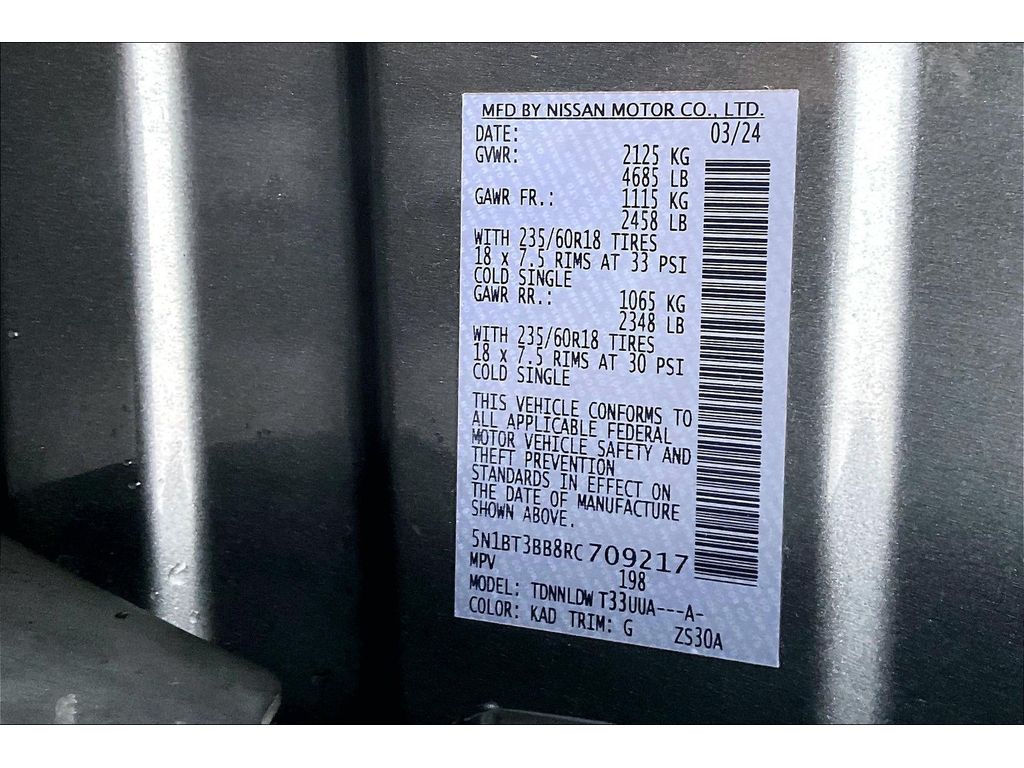 MFD BY NISSAN MOTOR CO., LTD.
DATE: 03/24
GVWR: 2125 KG
4685 LB
GAWR FR.: 1115 KG
2458 LB
WITH 235/60R18 TIRES
18 x 7.5 RIMS AT 33 PSI
COLD SINGLE
GAWR RR.: 1065 KG
2348 LB
WITH 235/60R18 TIRES
18 x 7.5 RIMS AT 30 PSI
COLD SINGLE
THIS VEHICLE CONFORMS TO
ALL APPLICABLE FEDERAL
MOTOR VEHICLE SAFETY AND
THEFT PREVENTION
STANDARDS IN EFFECT ON
THE DATE OF MANUFACTURE
SHOWN ABOVE.
5N1BT3BB8RC709217
MPV 198
MODEL: TDNNLDW T33UUA---A-
COLOR: KAD TRIM: G ZS30A